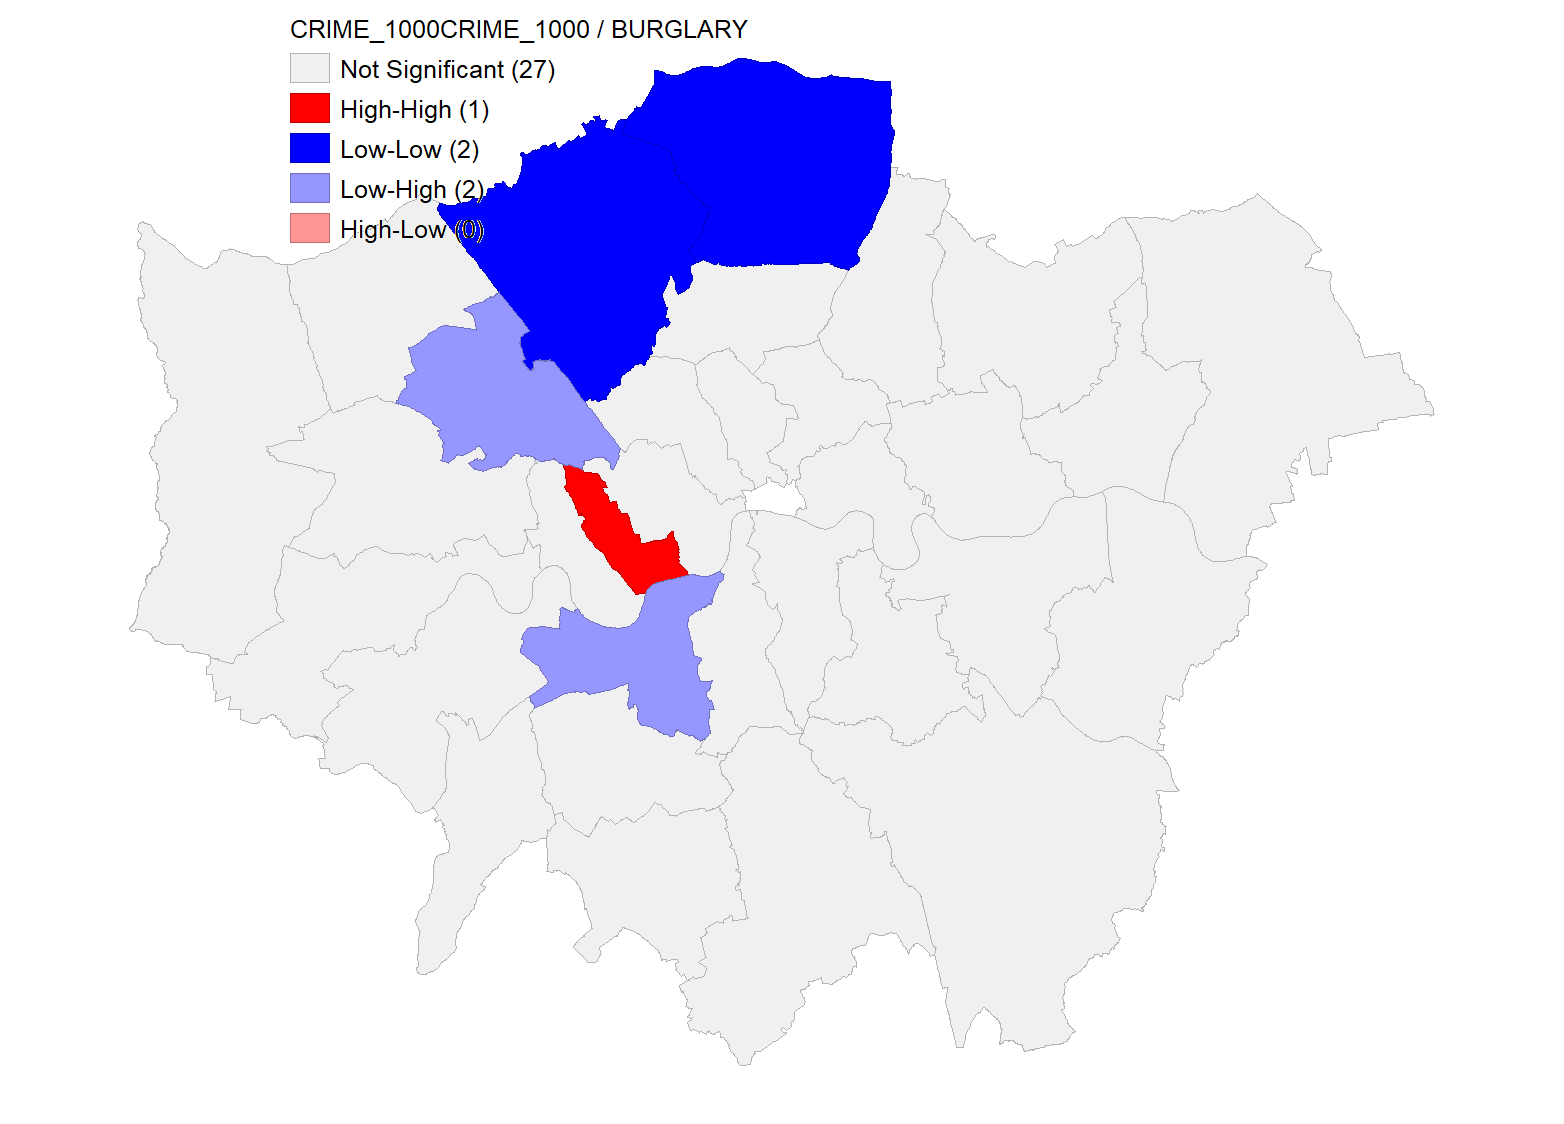 CRIME_1000CRIME_1000 / BURGLARY
Not Significant (27)
High-High (1)
Low-Low (2)
Low-High (2)
High-Low (0)